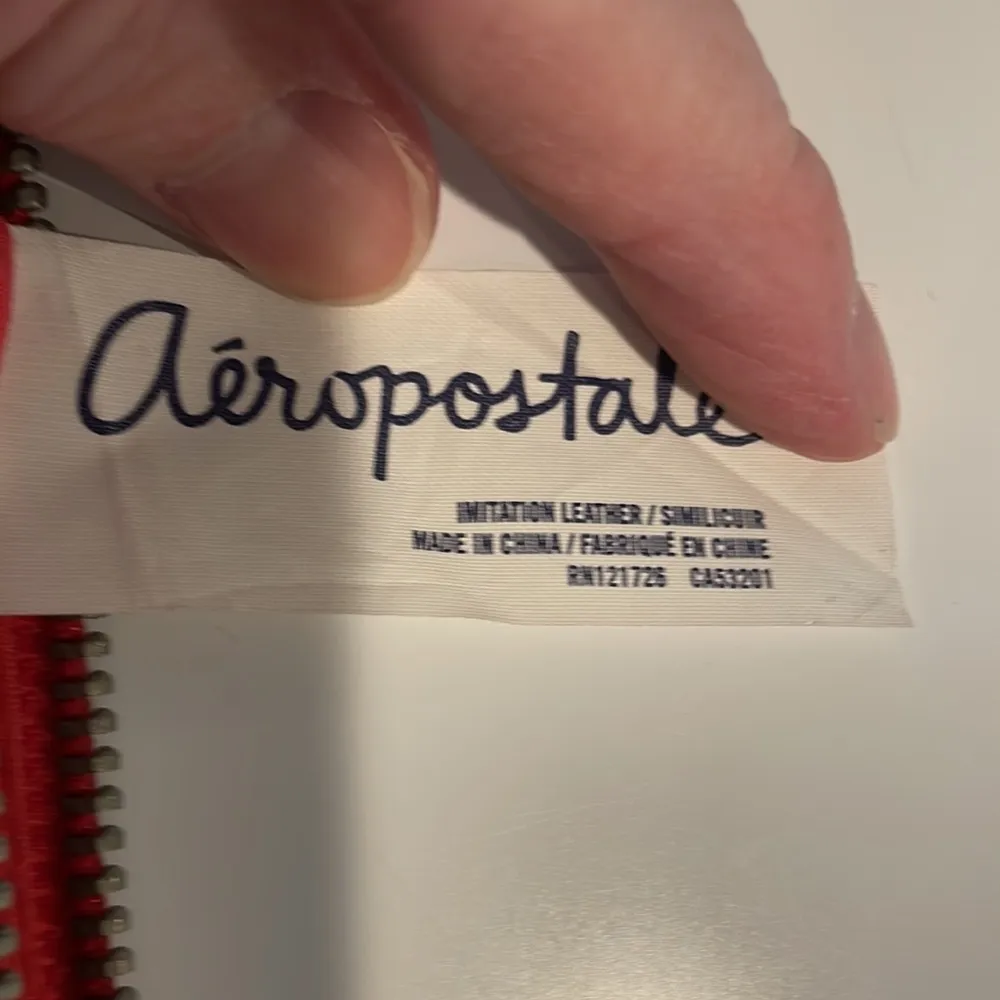 Aéropostale
IMITATION LEATHER / SIMILICUIR
MADE IN CHINA / FABRIQUÉ EN CHINE
RN121726 CA53201